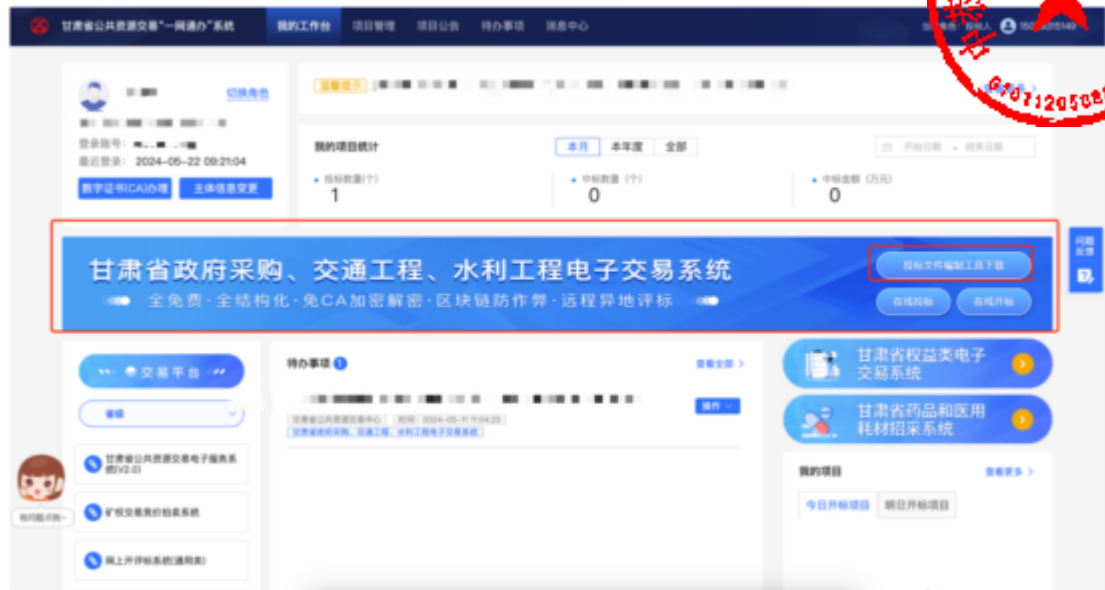 甘肃省公共资源交易“一网通办”系统
我的工作台 项目管理 项目公告 待办事项 消息中心
切换角色
温馨提示
登录账号:
最近登录: 2024-05-22 09:21:04
数字证书(CA)办理 主体信息变更
我的项目统计
本月 本年度 全部
开始日期 - 结束日期
投标数量(个)
1
中标数量 (个)
0
中标金额 (万元)
0
问题
反馈
甘肃省政府采购、交通工程、水利工程电子交易系统
全免费·全结构化·免CA加密解密·区块链防作弊·远程异地评标
投标文件编制工具下载
在线投标 在线开标
交易平台
省级
甘肃省公共资源交易电子服务系
统(V2.0)
矿权交易竞价拍卖系统
网上开评标系统(通用类)
待办事项 1
查看全部 >
操作
甘肃省公共资源交易中心 时间: 2024-05-11 11:04:20
甘肃省政府采购、交通工程、水利工程电子交易系统
甘肃省权益类电子
交易系统
甘肃省药品和医用
耗材招采系统
我的项目
查看更多 >
今日开标项目 明日开标项目